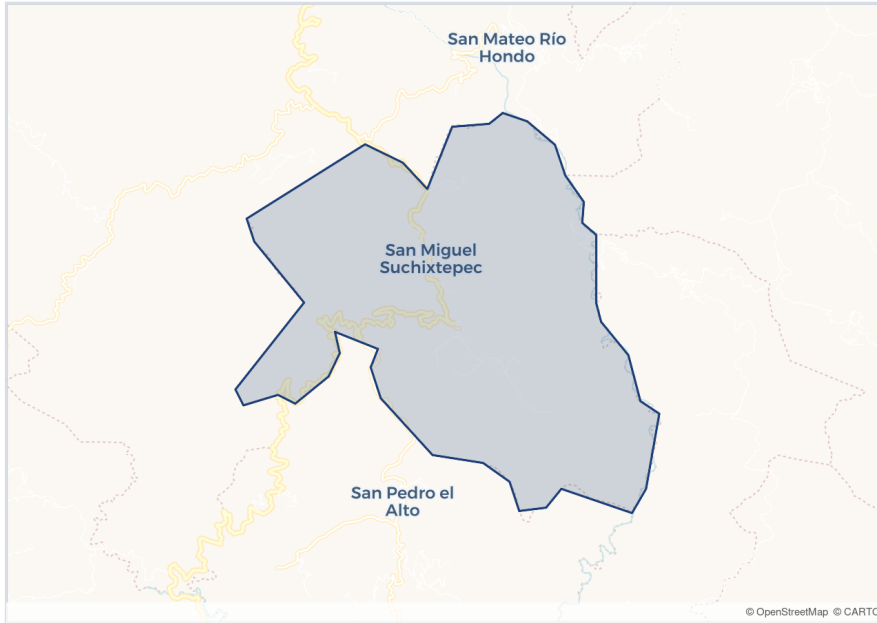 San Mateo Río
Hondo
San Miguel
Suchixtepec
San Pedro el
Alto
© OpenStreetMap © CARTO